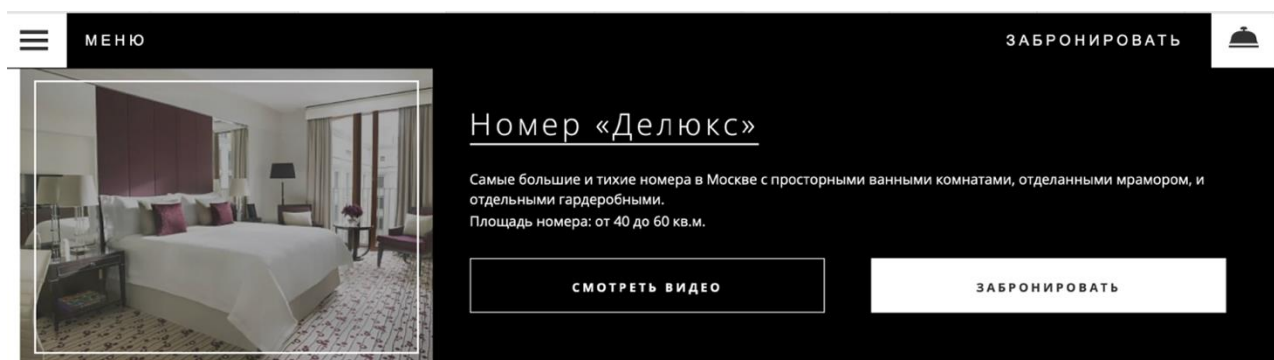 МЕНЮ
ЗАБРОНИРОВАТЬ
Номер «Делюкс»
Самые большие и тихие номера в Москве с просторными ванными комнатами, отделанными мрамором, и
отдельными гардеробными.
Площадь номера: от 40 до 60 кв.м.
СМОТРЕТЬ ВИДЕО
ЗАБРОНИРОВАТЬ